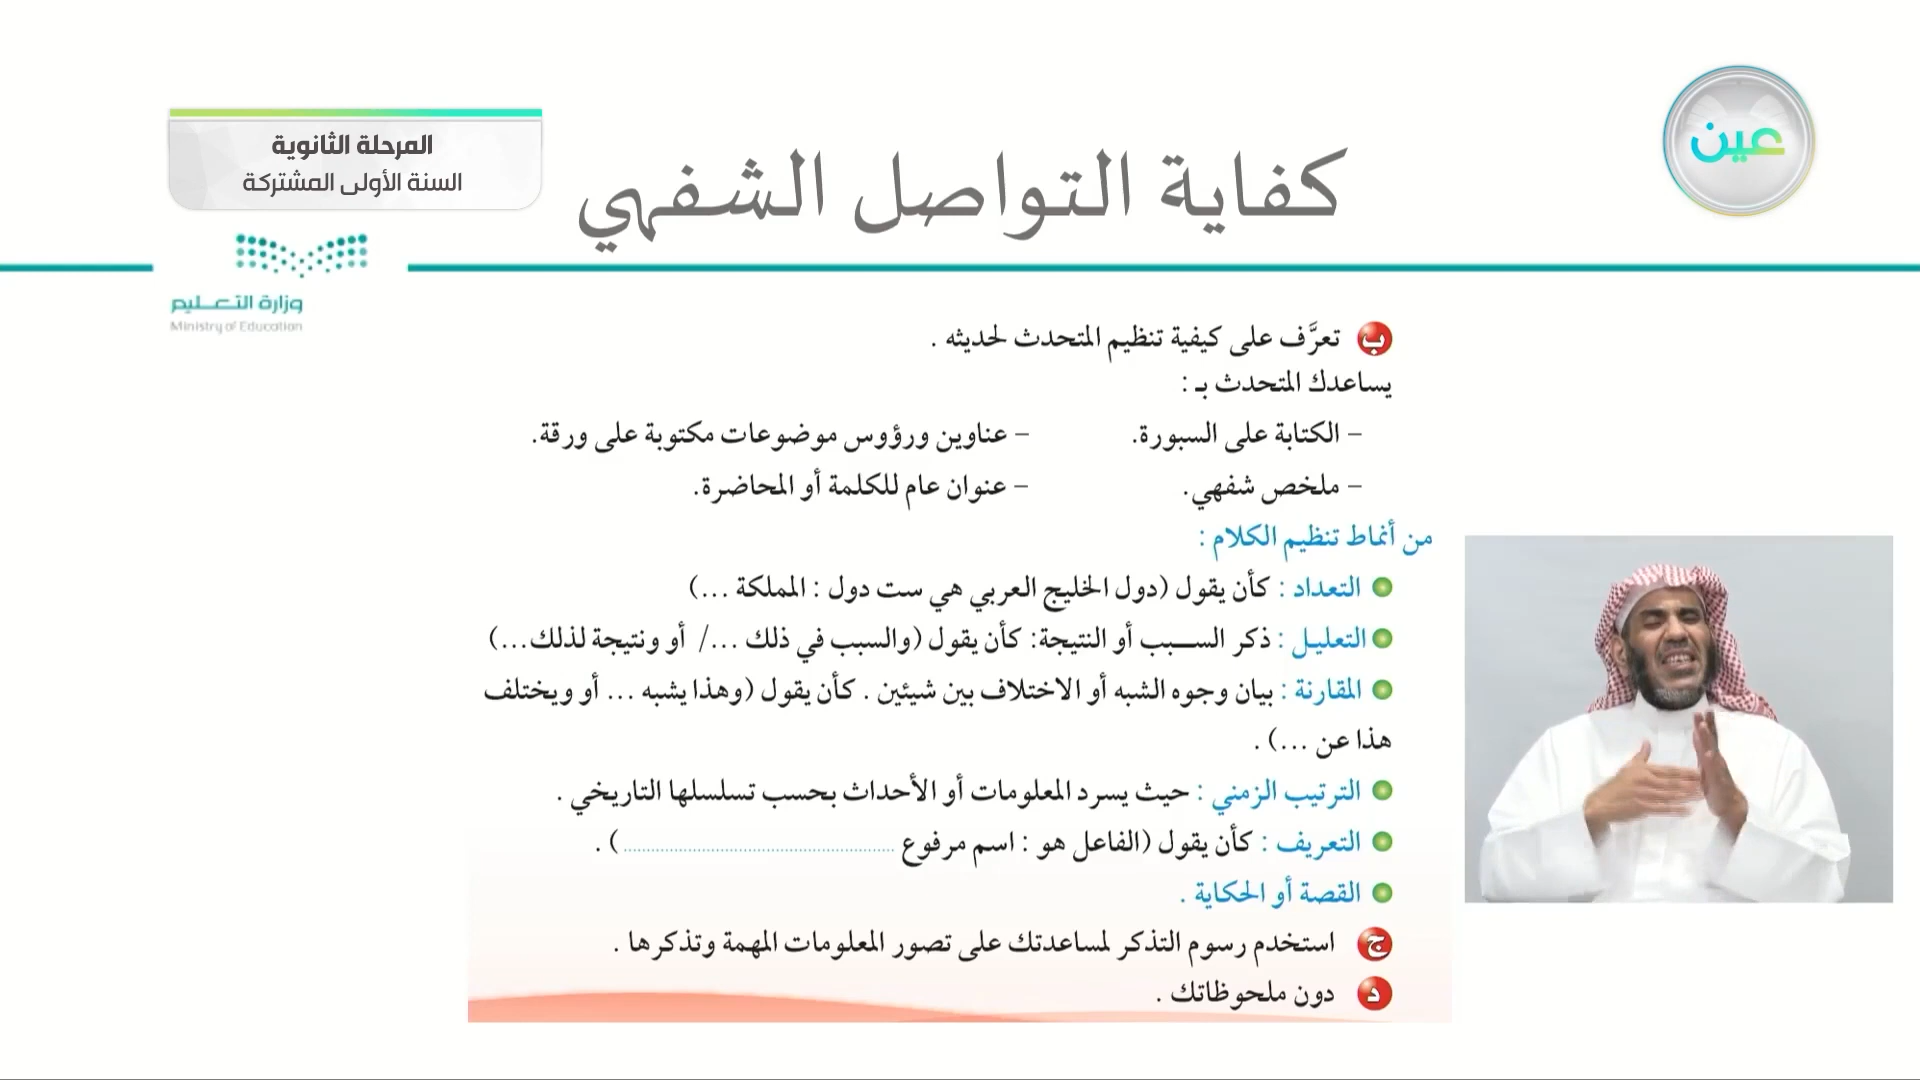 المرحلة الثانوية
السنة الأولى المشتركة
عين
كفاية التواصل الشفهي
وزارة التعليم
Ministry of Education
ب تعرَّف على كيفية تنظيم المتحدث لحديثه .
يساعدك المتحدث بـ :
– الكتابة على السبورة. – عناوين ورؤوس موضوعات مكتوبة على ورقة.
– ملخص شفهي. – عنوان عام للكلمة أو المحاضرة.
من أنماط تنظيم الكلام :
التعداد : كأن يقول (دول الخليج العربي هي ست دول : المملكة ...)
التعليل : ذكر السبب أو النتيجة: كأن يقول (والسبب في ذلك .../ أو ونتيجة لذلك...)
المقارنة : بيان وجوه الشبه أو الاختلاف بين شيئين . كأن يقول (وهذا يشبه ... أو ويختلف
هذا عن ...) .
الترتيب الزمني : حيث يسرد المعلومات أو الأحداث بحسب تسلسلها التاريخي .
التعريف : كأن يقول (الفاعل هو : اسم مرفوع ......................................) .
القصة أو الحكاية .
ج استخدم رسوم التذكر لمساعدتك على تصور المعلومات المهمة وتذكرها .
د دون ملحوظاتك .